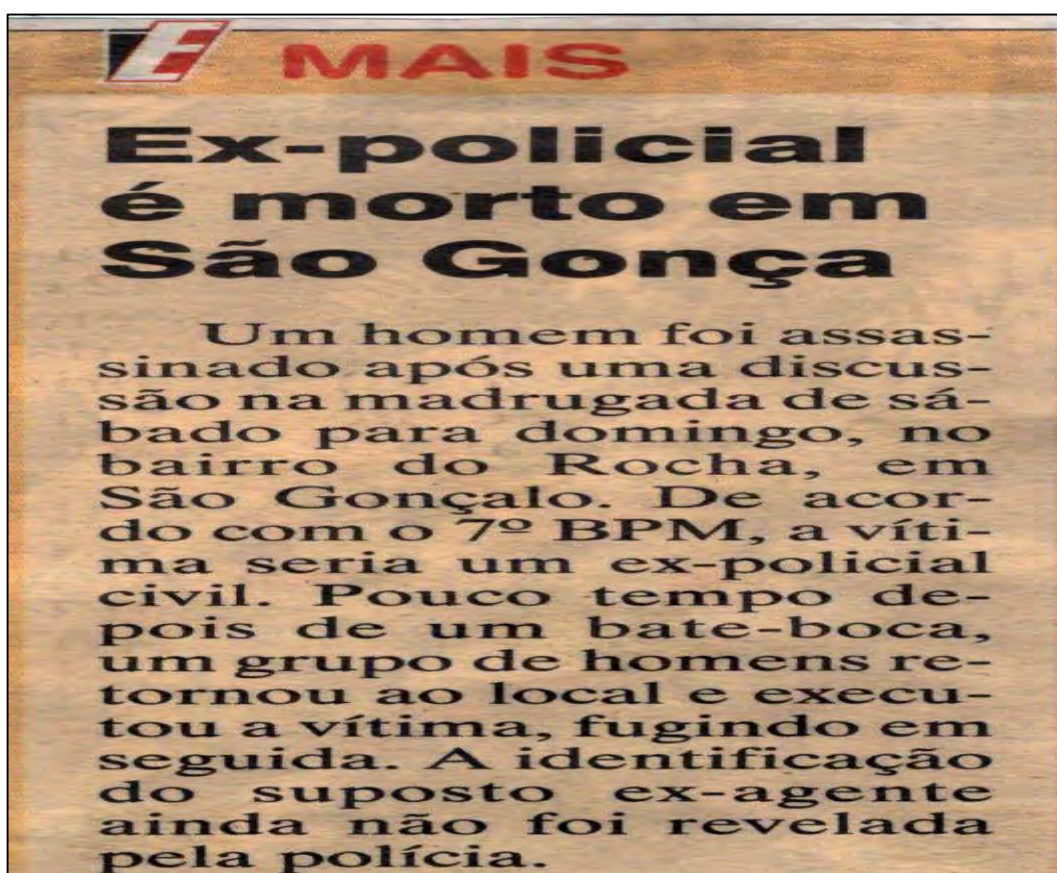 E MAIS
Ex-policial
é morto em
São Gonça
Um homem foi assas-
sinado após uma discus-
são na madrugada de sá-
bado para domingo, no
bairro do Rocha, em
São Gonçalo. De acor-
do com o 7º BPM, a víti-
ma seria um ex-policial
civil. Pouco tempo de-
pois de um bate-boca,
um grupo de homens re-
tornou ao local e execu-
tou a vítima, fugindo em
seguida. A identificação
do suposto ex-agente
ainda não foi revelada
pela polícia.